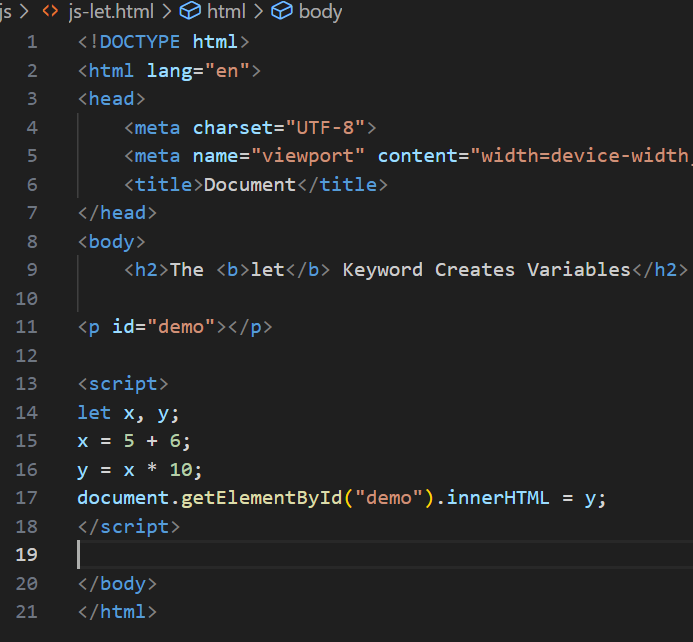 js > <> js-let.html > html > body
1 <!DOCTYPE html>
2 <html lang="en">
3 <head>
4     <meta charset="UTF-8">
5     <meta name="viewport" content="width=device-width,
6     <title>Document</title>
7 </head>
8 <body>
9     <h2>The <b>let</b> Keyword Creates Variables</h2>
10
11 <p id="demo"></p>
12
13 <script>
14 let x, y;
15 x = 5 + 6;
16 y = x * 10;
17 document.getElementById("demo").innerHTML = y;
18 </script>
19
20 </body>
21 </html>